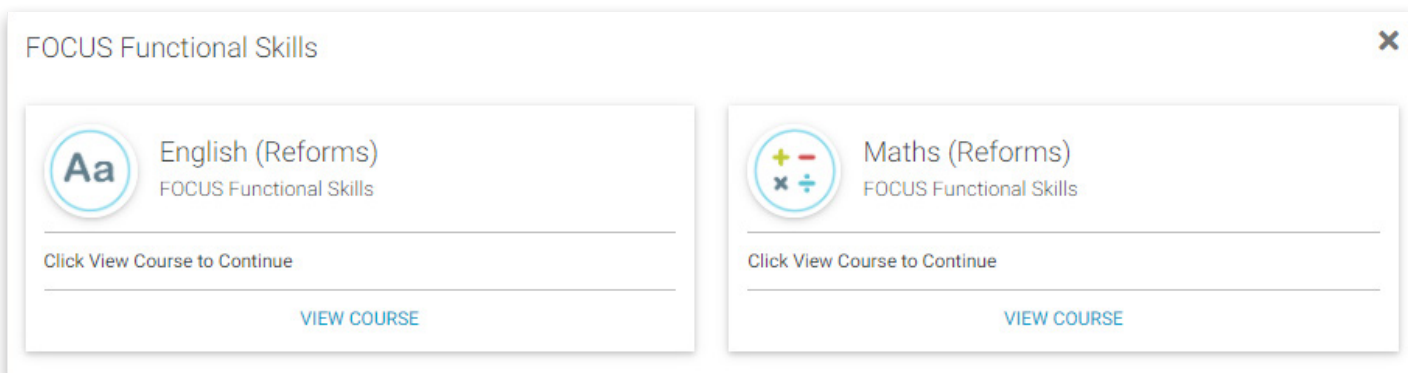 FOCUS Functional Skills
Aa
English (Reforms)
FOCUS Functional Skills
Click View Course to Continue
VIEW COURSE
Maths (Reforms)
FOCUS Functional Skills
Click View Course to Continue
VIEW COURSE